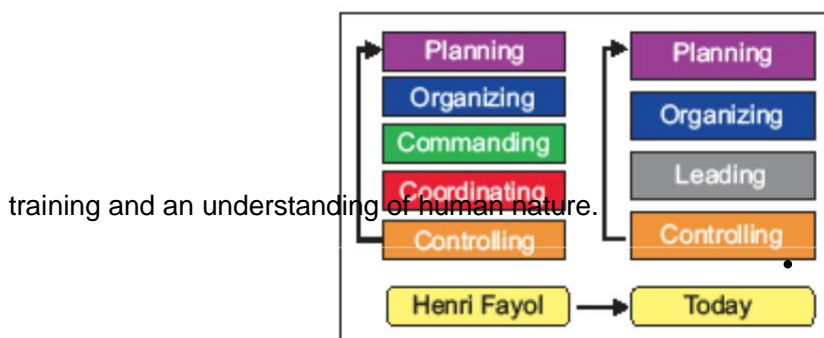 Planning
Organizing
Commanding
Coordinating
Controlling
Henri Fayol
Planning
Organizing
Leading
Controlling
Today
training and an understanding of human nature.
•